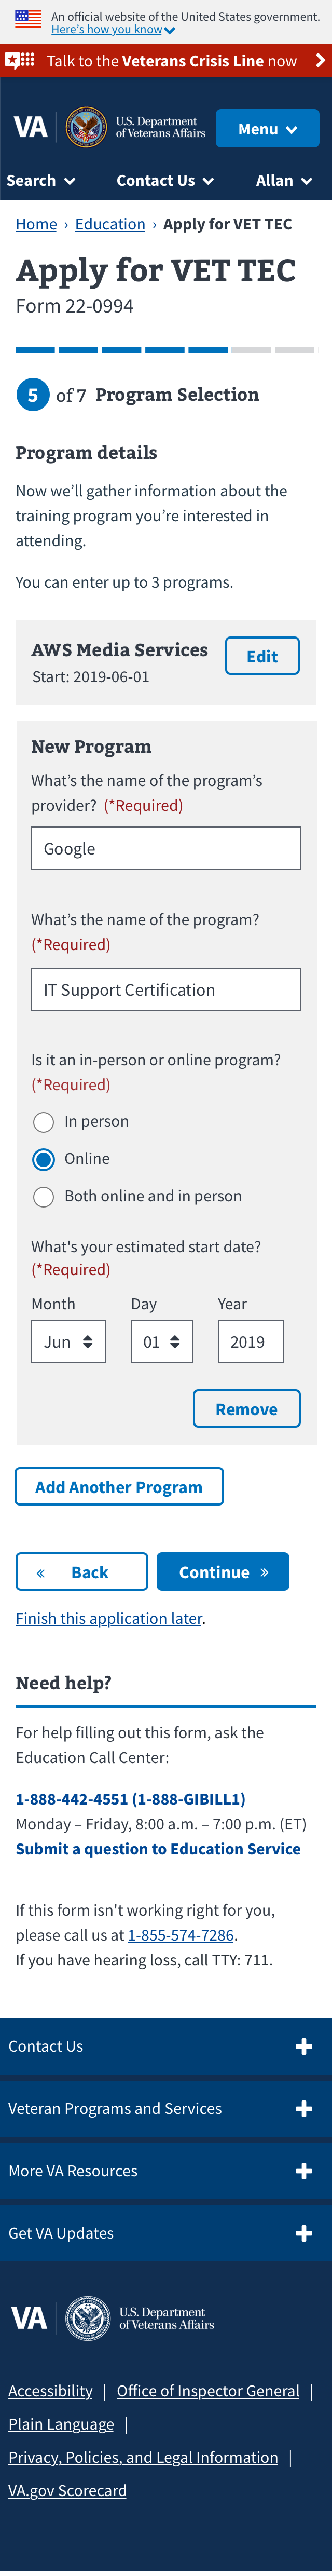 An official website of the United States government.
Here's how you know
Talk to the Veterans Crisis Line now
VA
U.S. Department
of Veterans Affairs
Menu
Search
Contact Us
Allan
Home › Education › Apply for VET TEC
Apply for VET TEC
Form 22-0994
5 of 7 Program Selection
Program details
Now we'll gather information about the
training program you're interested in
attending.
You can enter up to 3 programs.
AWS Media Services
Start: 2019-06-01
Edit
New Program
What's the name of the program's
provider? (*Required)
Google
What's the name of the program?
(*Required)
IT Support Certification
Is it an in-person or online program?
(*Required)
In person
Online
Both online and in person
What's your estimated start date?
(*Required)
Month Day Year
Jun 01 2019
Remove
Add Another Program
« Back
Continue »
Finish this application later.
Need help?
For help filling out this form, ask the
Education Call Center:
1-888-442-4551 (1-888-GIBILL1)
Monday – Friday, 8:00 a.m. – 7:00 p.m. (ET)
Submit a question to Education Service
If this form isn't working right for you,
please call us at 1-855-574-7286.
If you have hearing loss, call TTY: 711.
Contact Us
Veteran Programs and Services
More VA Resources
Get VA Updates
VA
U.S. Department
of Veterans Affairs
Accessibility | Office of Inspector General |
Plain Language |
Privacy, Policies, and Legal Information |
VA.gov Scorecard